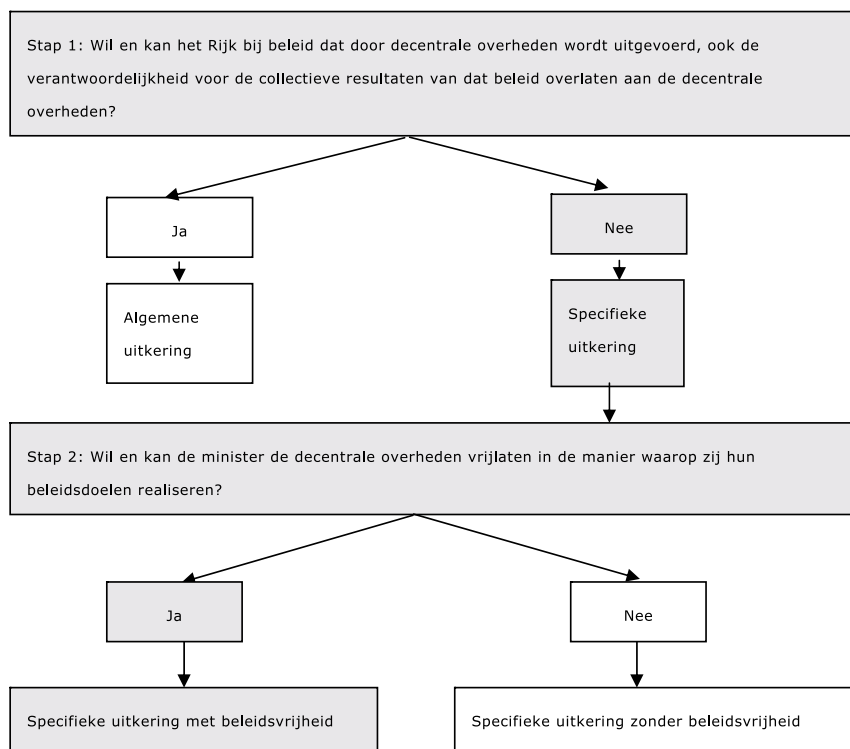 Stap 1: Wil en kan het Rijk bij beleid dat door decentrale overheden wordt uitgevoerd, ook de
verantwoordelijkheid voor de collectieve resultaten van dat beleid overlaten aan de decentrale
overheden?
Ja
Nee
Algemene
uitkering
Specifieke
uitkering
Stap 2: Wil en kan de minister de decentrale overheden vrijlaten in de manier waarop zij hun
beleidsdoelen realiseren?
Ja
Nee
Specifieke uitkering met beleidsvrijheid
Specifieke uitkering zonder beleidsvrijheid